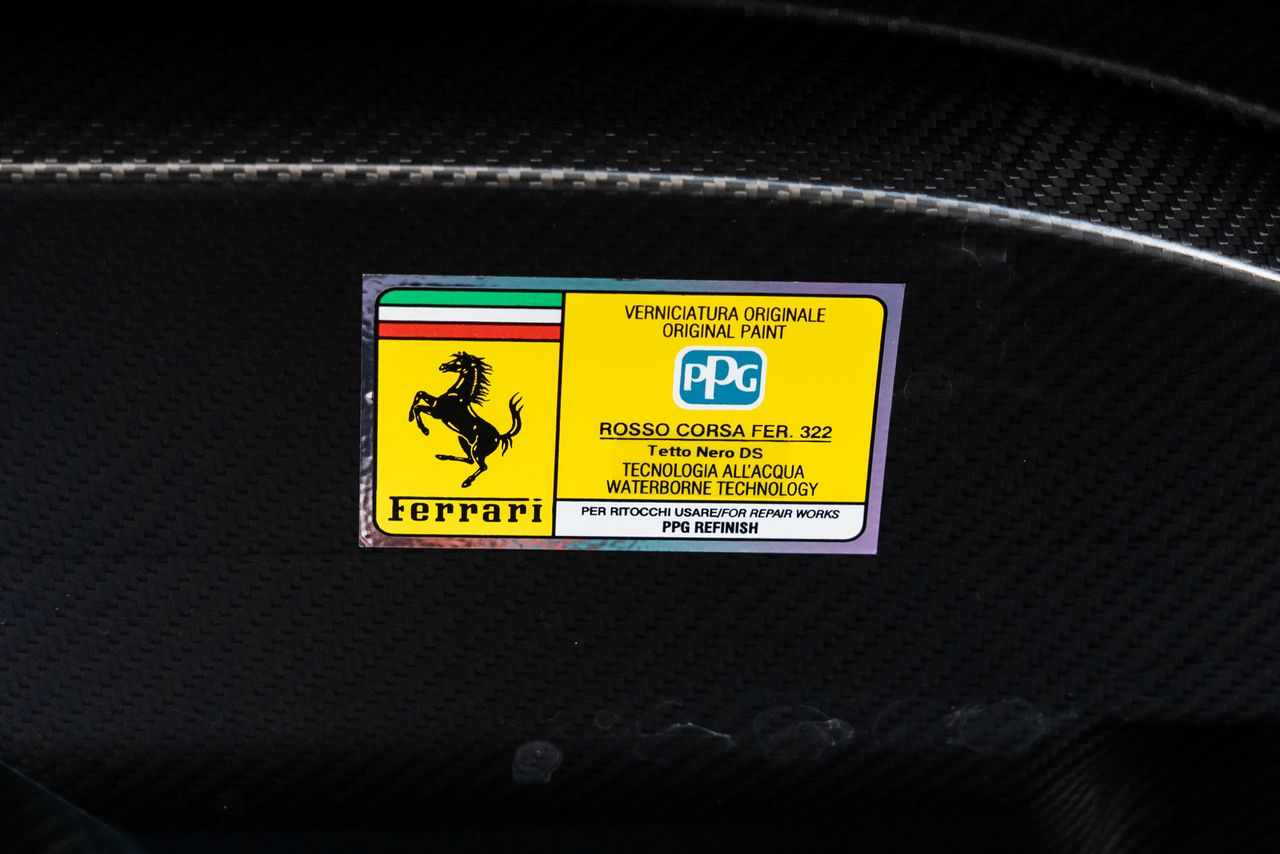 Ferrari
VERNICIATURA ORIGINALE
ORIGINAL PAINT
PPG
ROSSO CORSA FER. 322
Tetto Nero DS
TECNOLOGIA ALL'ACQUA
WATERBORNE TECHNOLOGY
PER RITOCCHI USARE/FOR REPAIR WORKS
PPG REFINISH